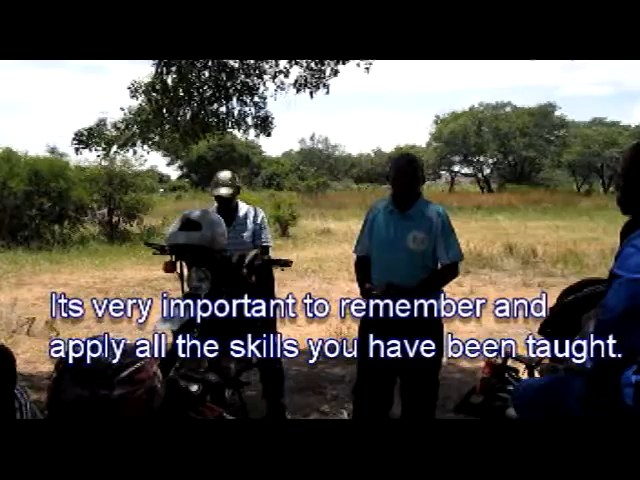 Its very important to remember and
apply all the skills you have been taught.